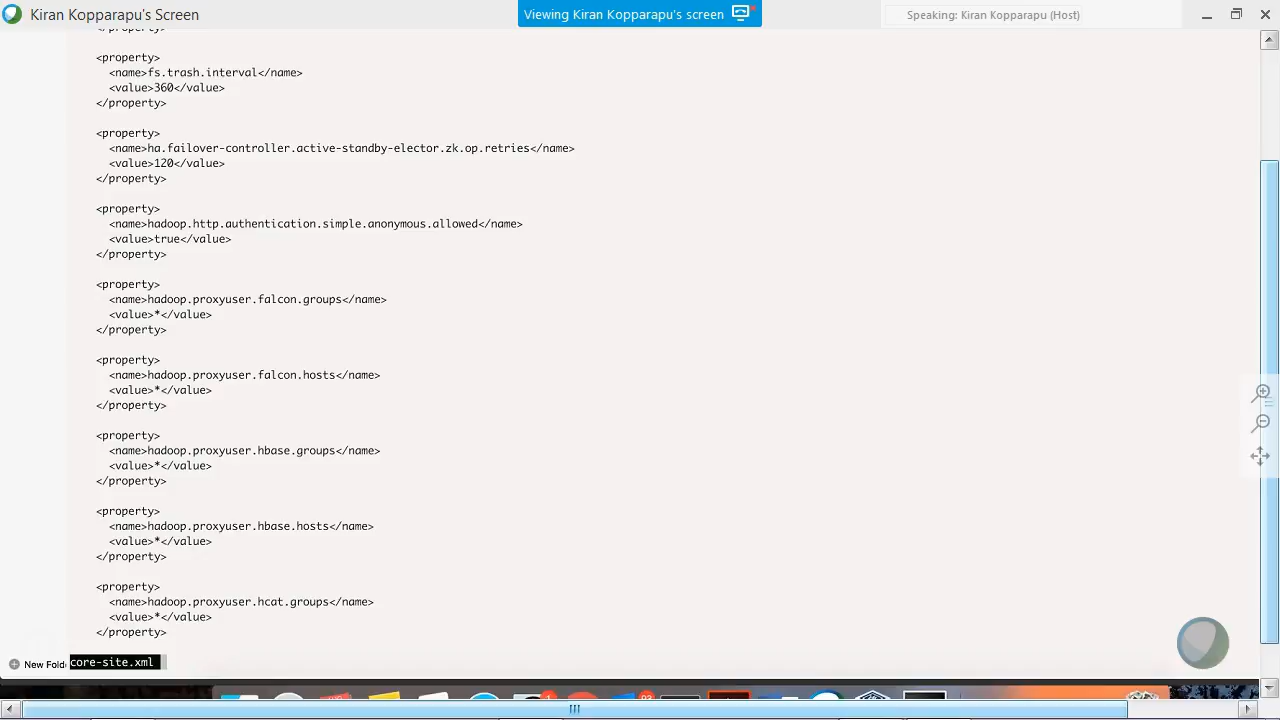 Kiran Kopparapu's Screen
Viewing Kiran Kopparapu's screen
Speaking: Kiran Kopparapu (Host)
</property>
<property>
<name>fs.trash.interval</name>
<value>360</value>
</property>
<property>
<name>ha.failover-controller.active-standby-elector.zk.op.retries</name>
<value>120</value>
</property>
<property>
<name>hadoop.http.authentication.simple.anonymous.allowed</name>
<value>true</value>
</property>
<property>
<name>hadoop.proxyuser.falcon.groups</name>
<value>*</value>
</property>
<property>
<name>hadoop.proxyuser.falcon.hosts</name>
<value>*</value>
</property>
<property>
<name>hadoop.proxyuser.hbase.groups</name>
<value>*</value>
</property>
<property>
<name>hadoop.proxyuser.hbase.hosts</name>
<value>*</value>
</property>
<property>
<name>hadoop.proxyuser.hcat.groups</name>
<value>*</value>
</property>
New Folde
core-site.xml